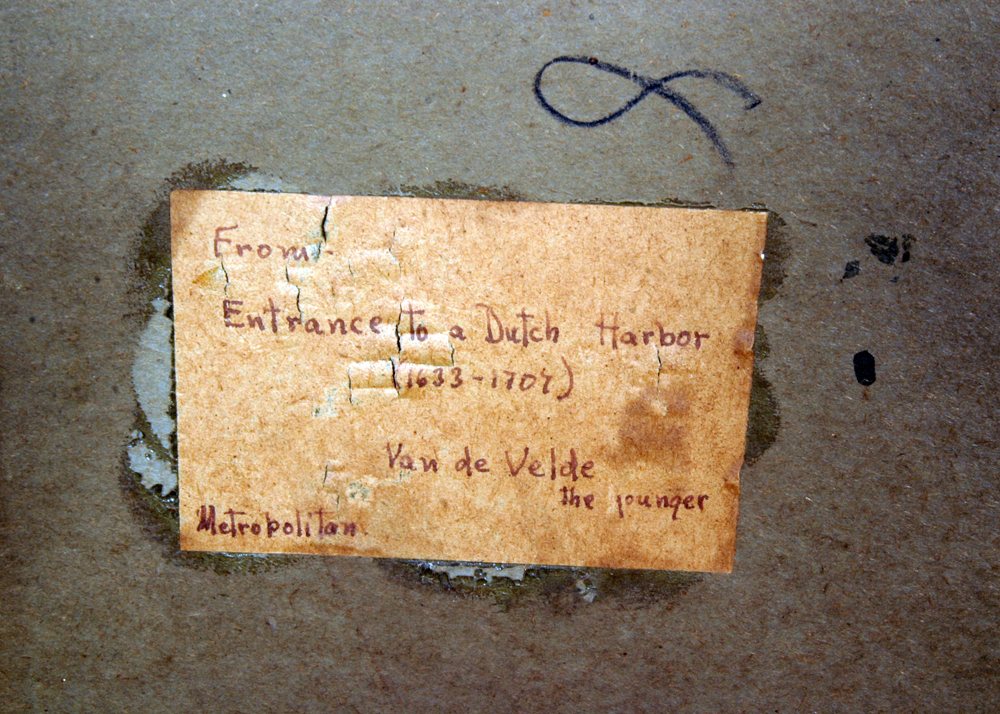 From
Entrance to a Dutch Harbor
(1633-1707)
Van de Velde
the younger
Metropolitan.